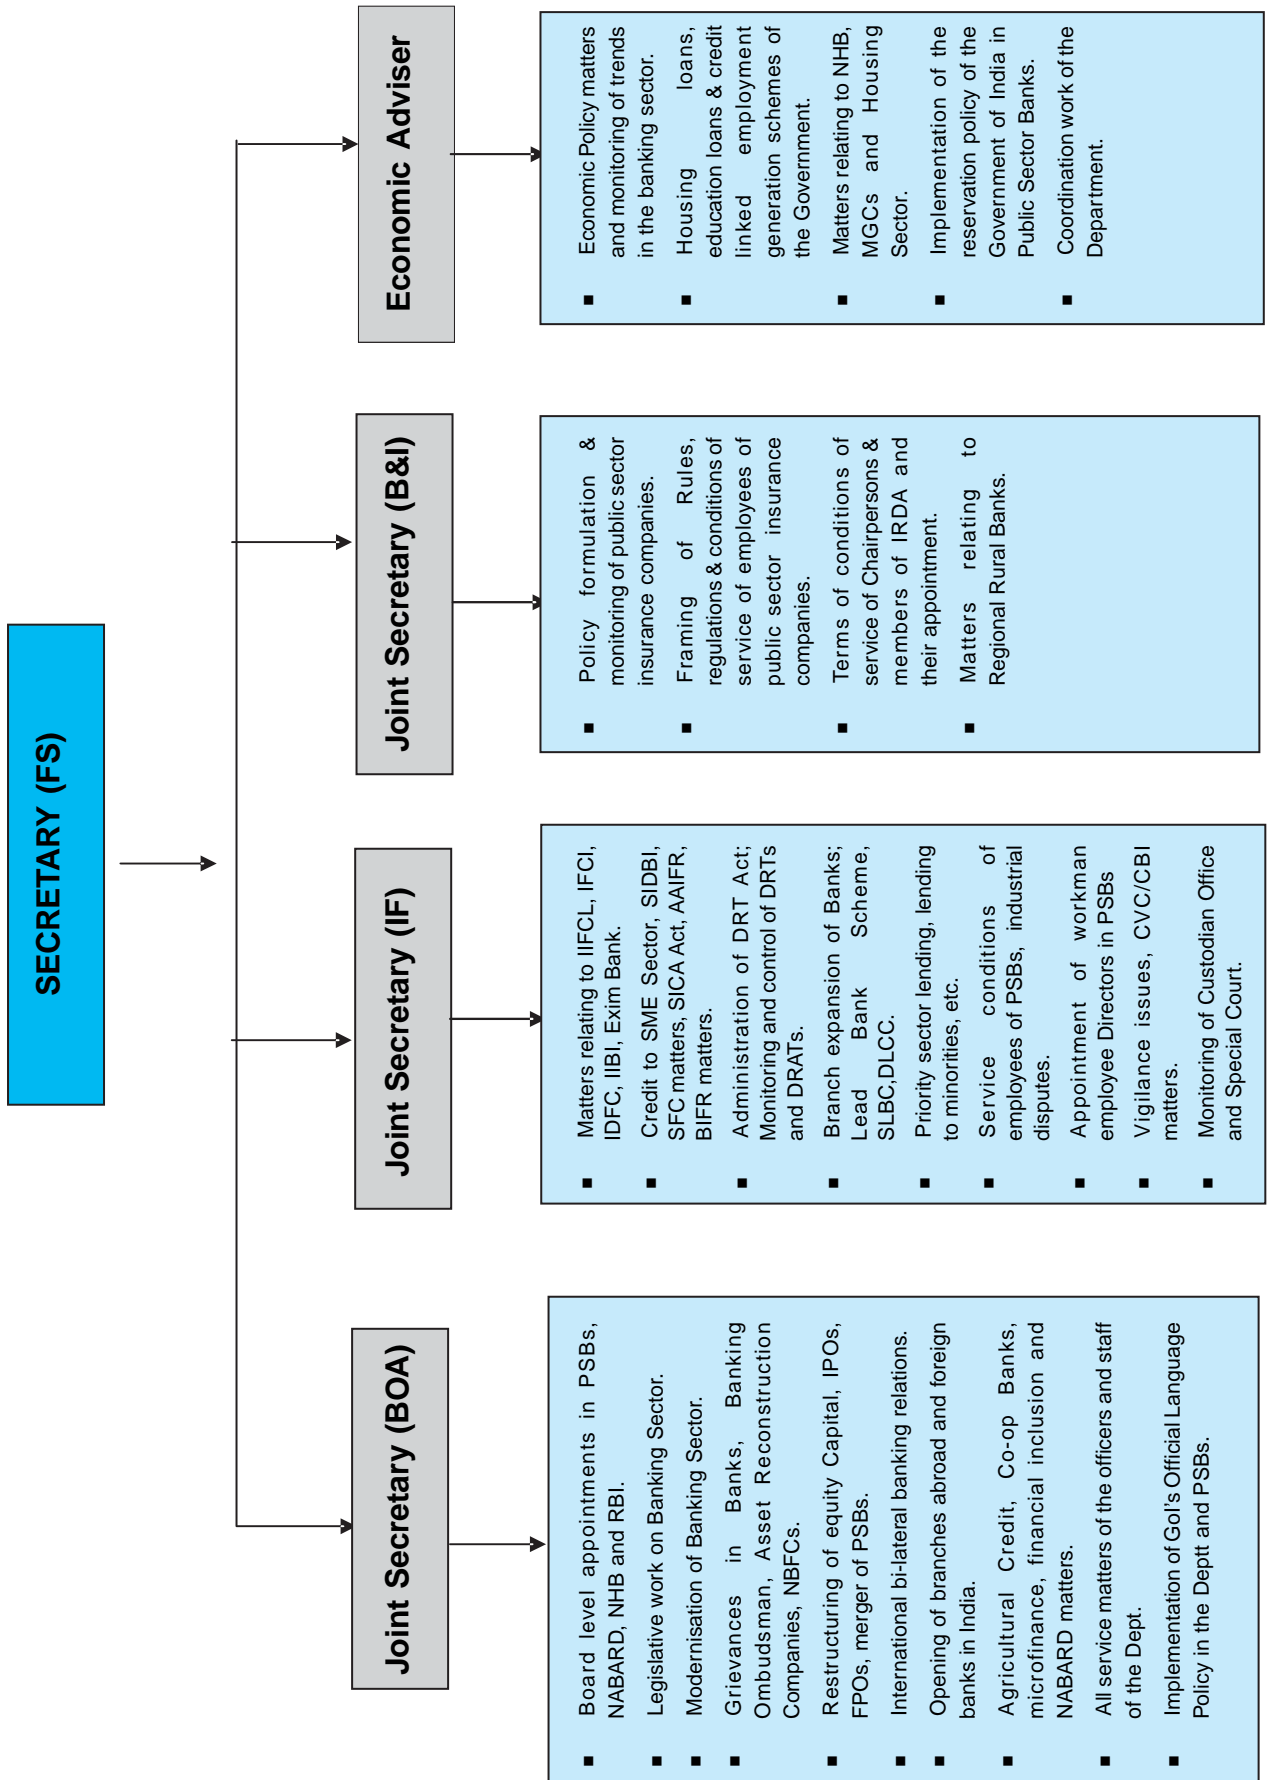 SECRETARY (FS)
Joint Secretary (BOA)
■ Board level appointments in PSBs,
NABARD, NHB and RBI.
■ Legislative work on Banking Sector.
■ Modernisation of Banking Sector.
■ Grievances in Banks, Banking
Ombudsman, Asset Reconstruction
Companies, NBFCs.
■ Restructuring of equity Capital, IPOs,
FPOs, merger of PSBs.
■ International bi-lateral banking relations.
■ Opening of branches abroad and foreign
banks in India.
■ Agricultural Credit, Co-op Banks,
microfinance, financial inclusion and
NABARD matters.
■ All service matters of the officers and staff
of the Dept.
■ Implementation of GoI's Official Language
Policy in the Deptt and PSBs.
Joint Secretary (IF)
■ Matters relating to IIFCL, IFCI,
IDFC, IIBI, Exim Bank.
■ Credit to SME Sector, SIDBI,
SFC matters, SICA Act, AAIFR,
BIFR matters.
■ Administration of DRT Act;
Monitoring and control of DRTs
and DRATs.
■ Branch expansion of Banks;
Lead Bank Scheme,
SLBC,DLCC.
■ Priority sector lending, lending
to minorities, etc.
■ Service conditions of
employees of PSBs, industrial
disputes.
■ Appointment of workman
employee Directors in PSBs
■ Vigilance issues, CVC/CBI
matters.
■ Monitoring of Custodian Office
and Special Court.
Joint Secretary (B&I)
■ Policy formulation &
monitoring of public sector
insurance companies.
■ Framing of Rules,
regulations & conditions of
service of employees of
public sector insurance
companies.
■ Terms of conditions of
service of Chairpersons &
members of IRDA and
their appointment.
■ Matters relating to
Regional Rural Banks.
Economic Adviser
■ Economic Policy matters
and monitoring of trends
in the banking sector.
■ Housing loans,
education loans & credit
linked employment
generation schemes of
the Government.
■ Matters relating to NHB,
MGCs and Housing
Sector.
■ Implementation of the
reservation policy of the
Government of India in
Public Sector Banks.
■ Coordination work of the
Department.